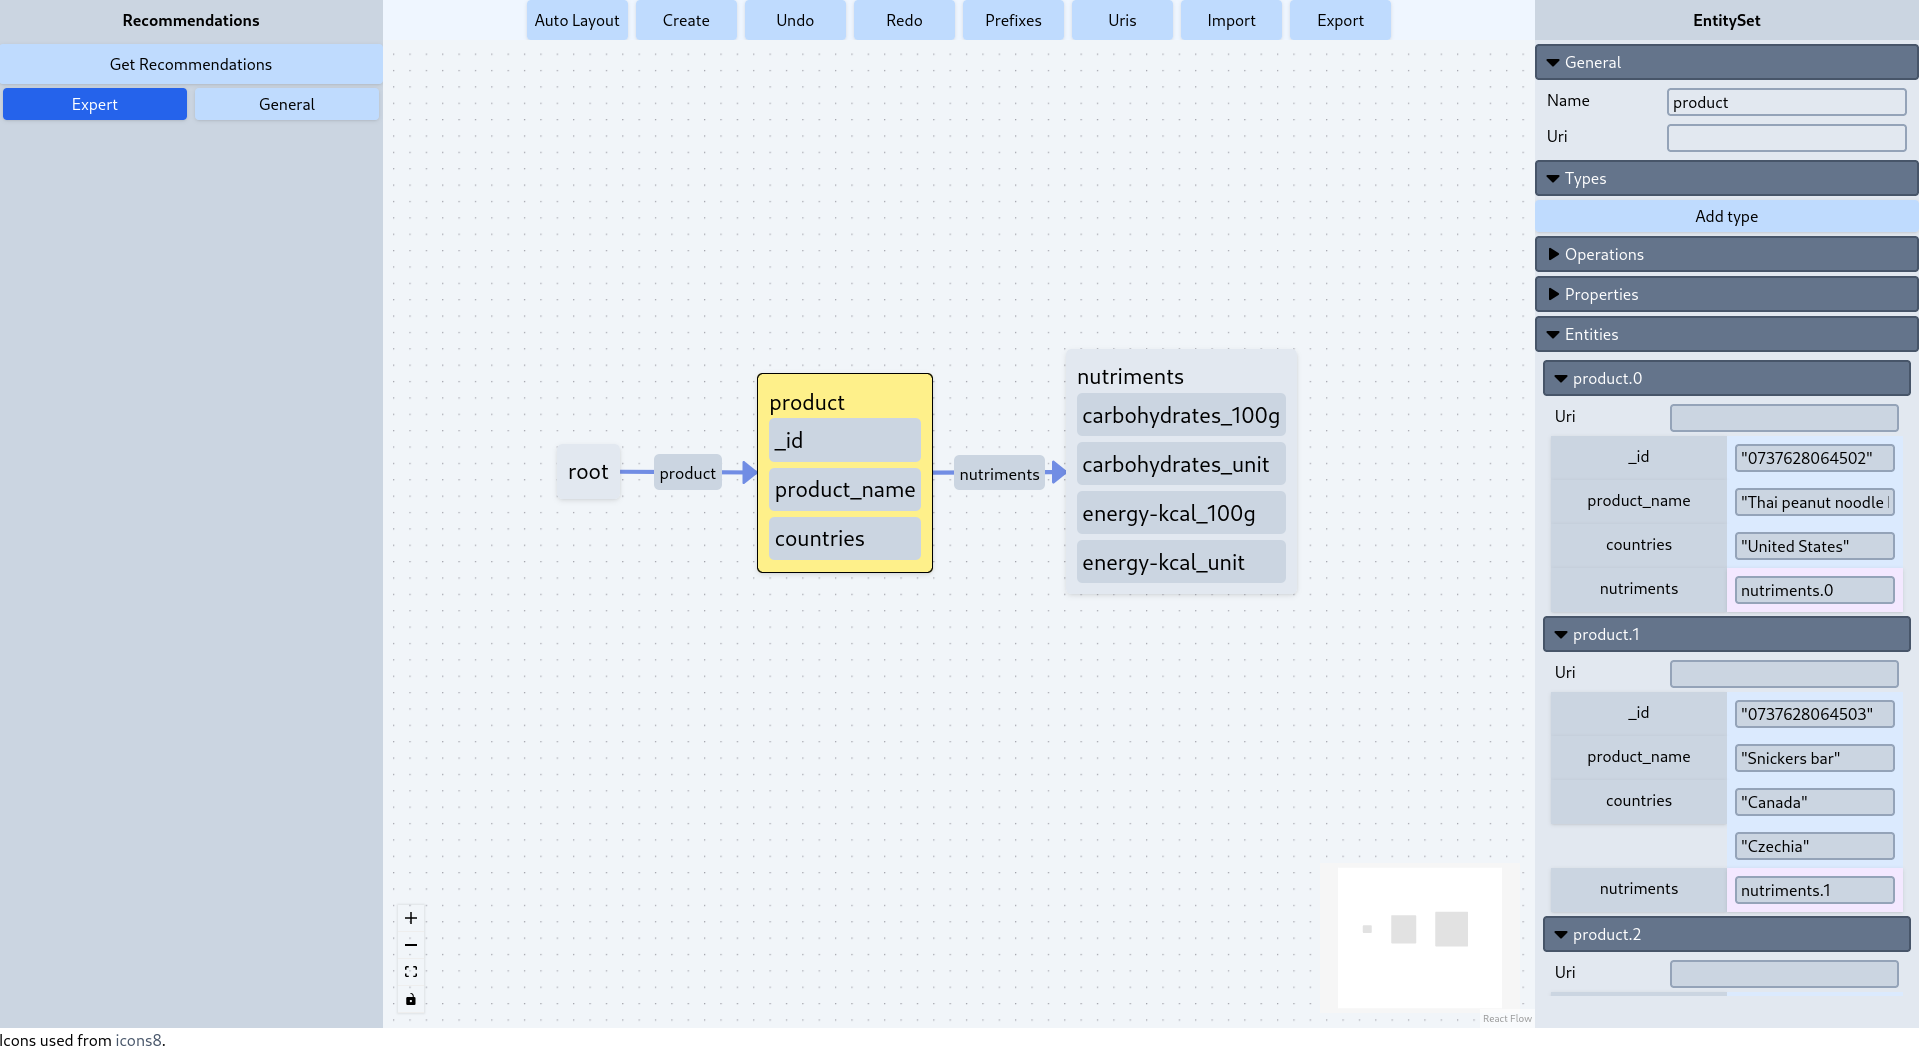 Recommendations
Get Recommendations
Expert General
Auto Layout Create Undo Redo Prefixes Uris Import Export
root
product
product
_id
product_name
countries
nutriments
nutriments
carbohydrates_100g
carbohydrates_unit
energy-kcal_100g
energy-kcal_unit
React Flow
EntitySet
General
Name product
Uri
Types
Add type
Operations
Properties
Entities
product.0
Uri
_id "0737628064502"
product_name "Thai peanut noodle
countries "United States"
nutriments nutriments.0
product.1
Uri
_id "0737628064503"
product_name "Snickers bar"
countries "Canada"
"Czechia"
nutriments nutriments.1
product.2
Uri
Icons used from icons8.